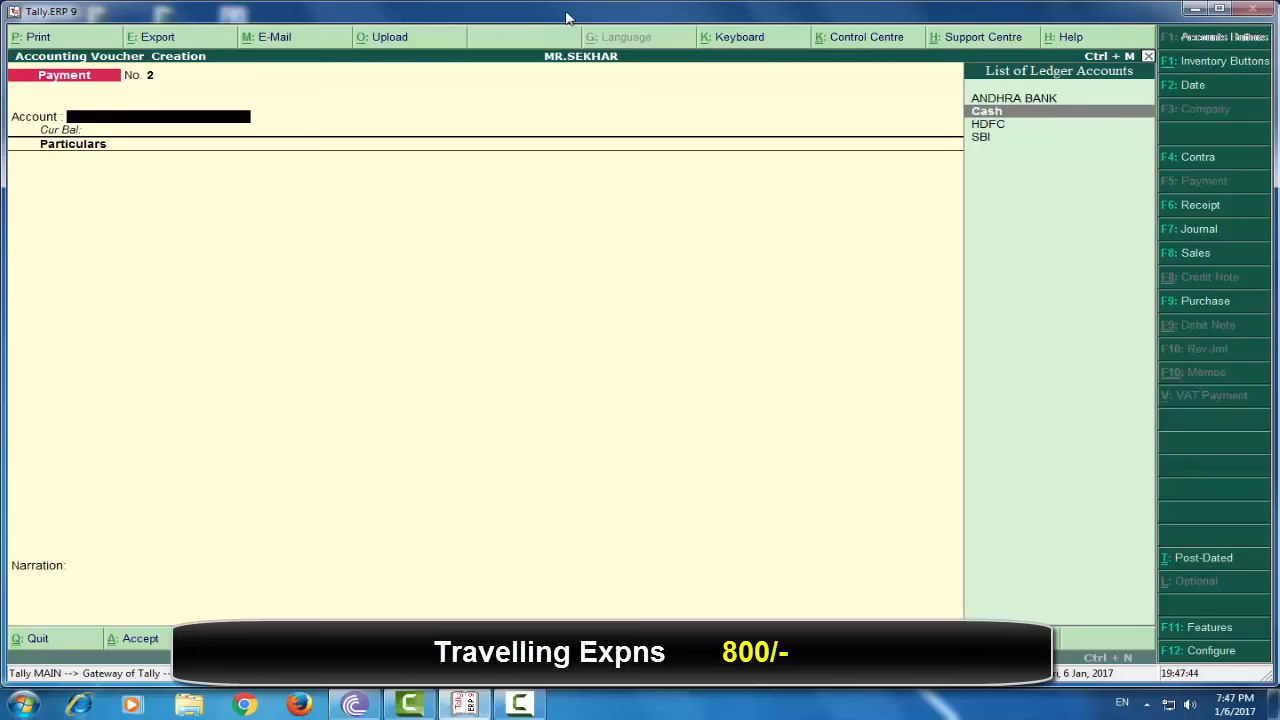 Tally.ERP 9
P: Print E: Export M: E-Mail O: Upload G: Language K: Keyboard K: Control Centre H: Support Centre H: Help
Accounting Voucher Creation MR.SEKHAR Ctrl + M
Payment No. 2
Account :
Cur Bal:
Particulars
Narration:
List of Ledger Accounts
ANDHRA BANK
Cash
HDFC
SBI
F1: Inventory Buttons
F2: Date
F3: Company
F4: Contra
F5: Payment
F6: Receipt
F7: Journal
F8: Sales
F8: Credit Note
F9: Purchase
F9: Debit Note
F10: Rev Jrnl
F10: Memos
V: VAT Payment
T: Post-Dated
L: Optional
F11: Features
F12: Configure
Q: Quit A: Accept
Travelling Expns 800/-
Ctrl + N
Tally MAIN --> Gateway of Tally 6 Jan, 2017 19:47:44
EN 7:47 PM
1/6/2017